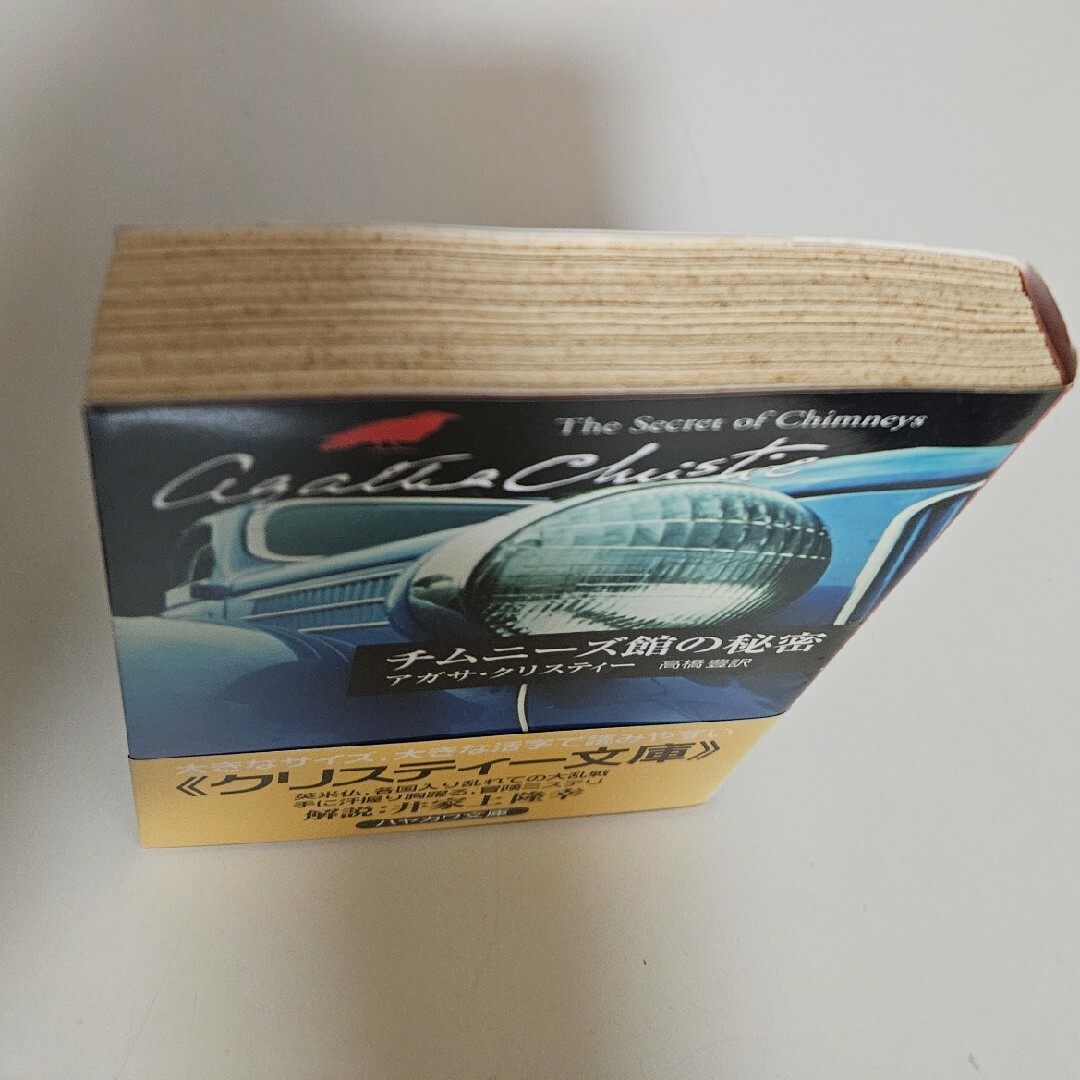 The Secret of Chimneys
Agatha Christie
チムニーズ館の秘密
アガサ・クリスティー 高橋 豊訳
大きなサイズ、大きな活字で読みやすい
《クリスティー文庫》
英米仏、各国入り乱れての大乱戦
手に汗握り胸躍る、冒険ミステリ
解説:井家上隆幸
ハヤカワ文庫